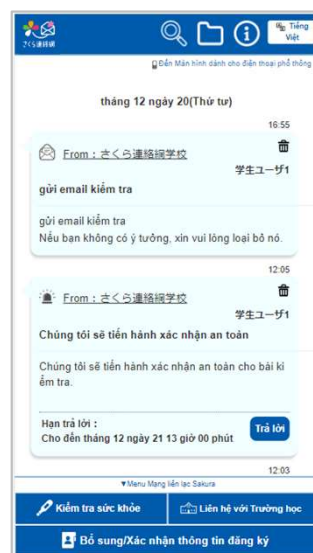 さくら連絡網
Tiếng
Việt
Đến Màn hình dành cho điện thoại phổ thông
tháng 12 ngày 20(Thứ tư)
16:55
From：さくら連絡網学校
学生ユーザ1
gửi email kiểm tra
gửi email kiểm tra
Nếu bạn không có ý tưởng, xin vui lòng loại bỏ nó.
12:05
From：さくら連絡網学校
学生ユーザ1
Chúng tôi sẽ tiến hành xác nhận an toàn
Chúng tôi sẽ tiến hành xác nhận an toàn cho bài ki
ểm tra.
Hạn trả lời :
Cho đến tháng 12 ngày 21 13 giờ 00 phút
Trả lời
12:03
▼Menu Mạng liên lạc Sakura
Kiểm tra sức khỏe
Liên hệ với Trường học
Bổ sung/Xác nhận thông tin đăng ký